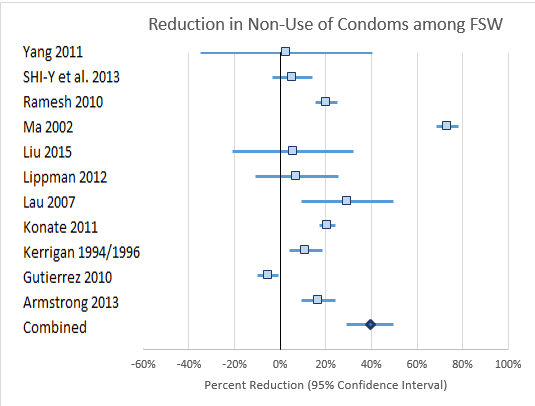 Reduction in Non-Use of Condoms among FSW
Yang 2011
SHI-Y et al. 2013
Ramesh 2010
Ma 2002
Liu 2015
Lippman 2012
Lau 2007
Konate 2011
Kerrigan 1994/1996
Gutierrez 2010
Armstrong 2013
Combined
-60% -40% -20% 0% 20% 40% 60% 80% 100%
Percent Reduction (95% Confidence Interval)